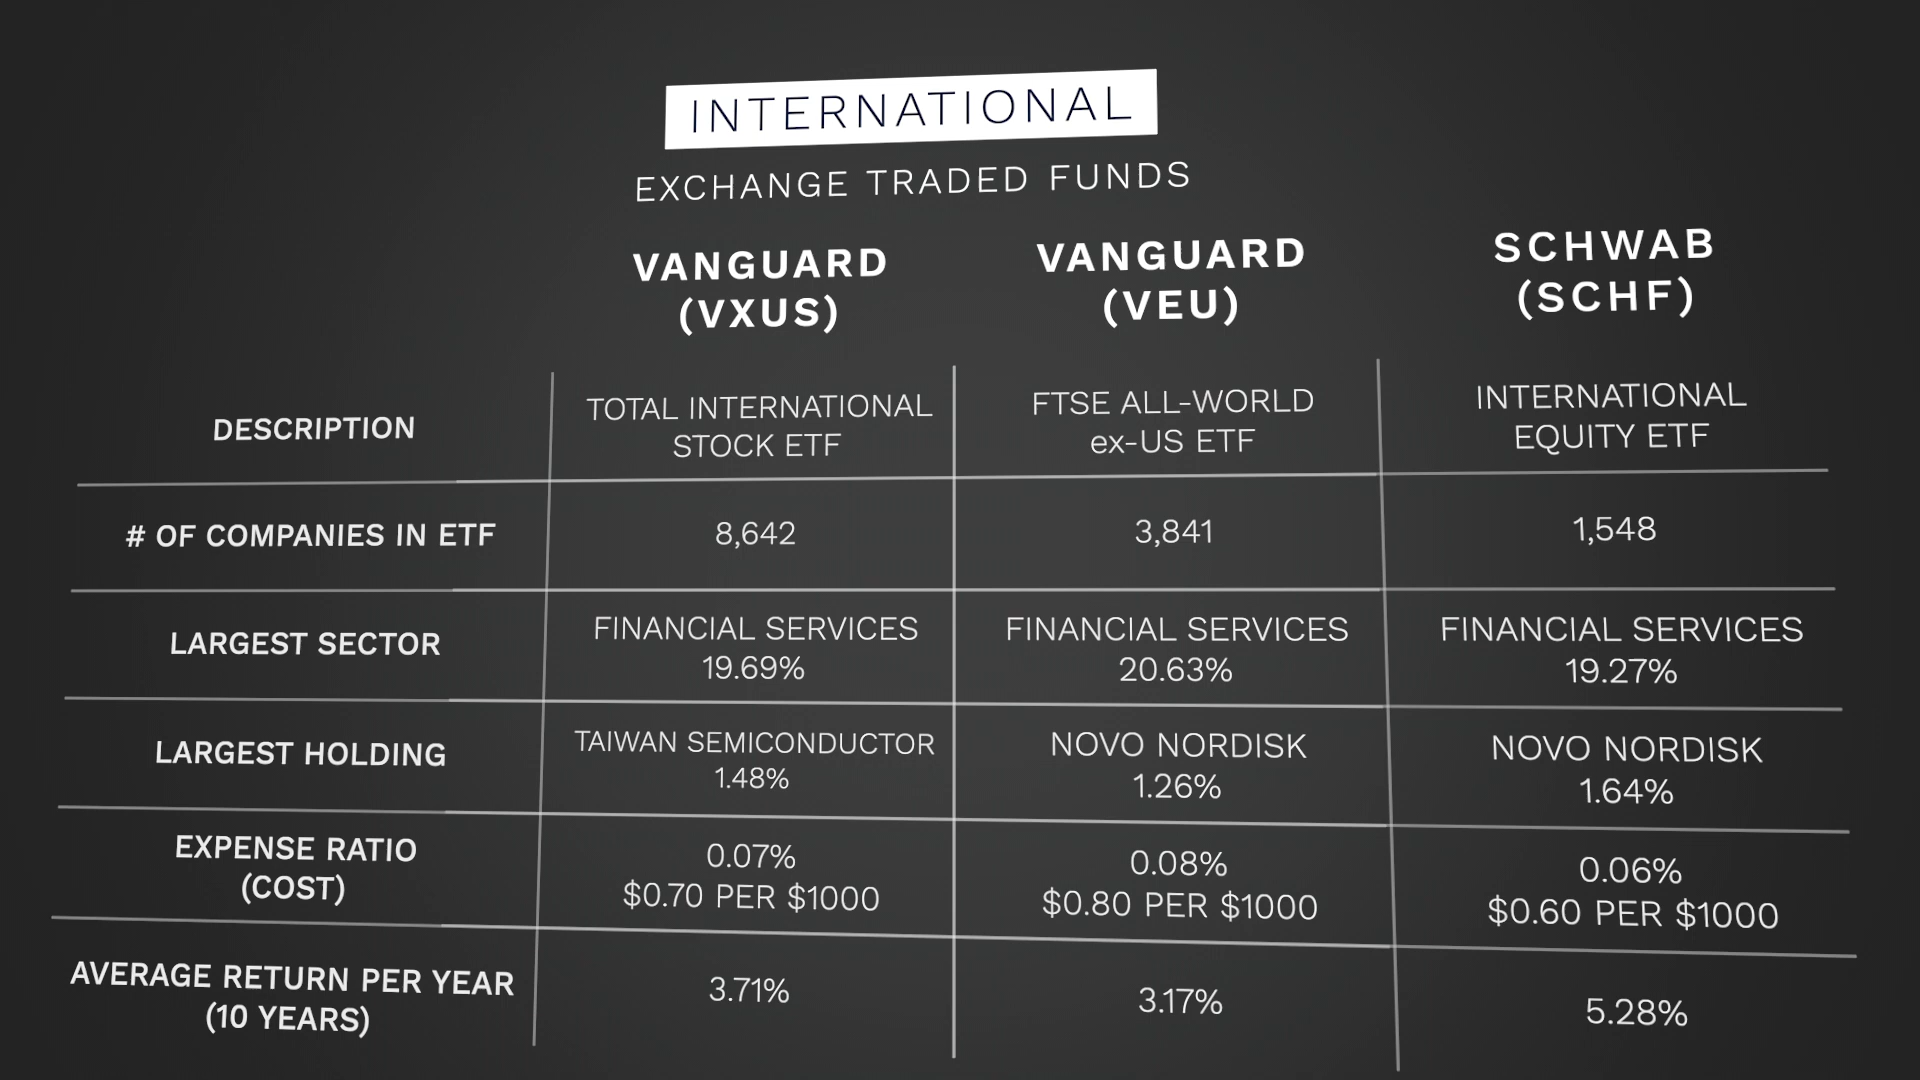 INTERNATIONAL
EXCHANGE TRADED FUNDS
VANGUARD
(VXUS)
VANGUARD
(VEU)
SCHWAB
(SCHF)
DESCRIPTION
TOTAL INTERNATIONAL
STOCK ETF
FTSE ALL-WORLD
ex-US ETF
INTERNATIONAL
EQUITY ETF
# OF COMPANIES IN ETF
8,642
3,841
1,548
LARGEST SECTOR
FINANCIAL SERVICES
19.69%
FINANCIAL SERVICES
20.63%
FINANCIAL SERVICES
19.27%
LARGEST HOLDING
TAIWAN SEMICONDUCTOR
1.48%
NOVO NORDISK
1.26%
NOVO NORDISK
1.64%
EXPENSE RATIO
(COST)
0.07%
$0.70 PER $1000
0.08%
$0.80 PER $1000
0.06%
$0.60 PER $1000
AVERAGE RETURN PER YEAR
(10 YEARS)
3.71%
3.17%
5.28%